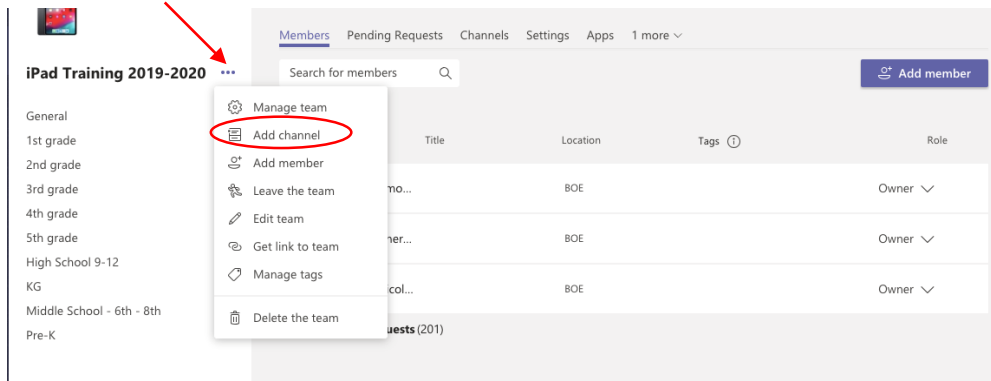 Members Pending Requests Channels Settings Apps 1 more
iPad Training 2019-2020 ...
Search for members
Add member
General
1st grade
2nd grade
3rd grade
4th grade
5th grade
High School 9-12
KG
Middle School - 6th - 8th
Pre-K
Manage team
Add channel
Add member
Leave the team
Edit team
Get link to team
Manage tags
Delete the team
Title Location Tags Role
mo... BOE Owner
her... BOE Owner
icol... BOE Owner
uests (201)